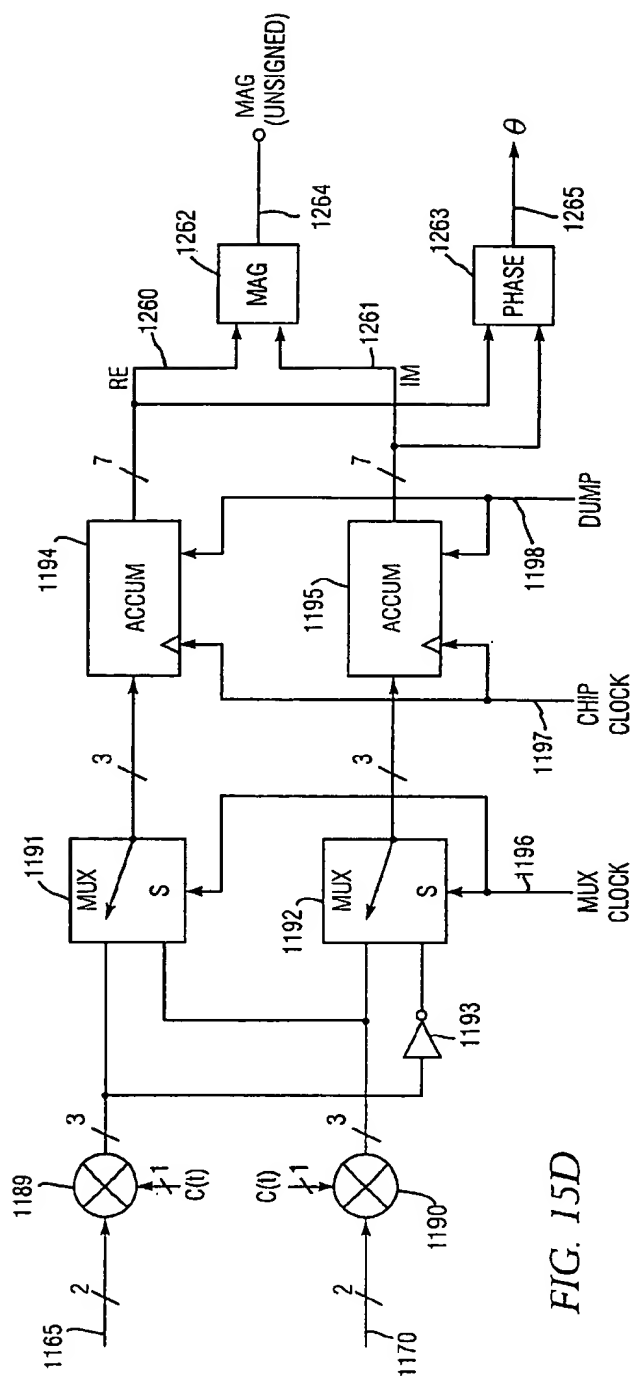 1165
2
1189
C(t)
1
3
1191
MUX
S
3
1194
ACCUM
7
RE
1260
1262
MAG
1264
MAG
(UNSIGNED)
1170
2
C(t)
1
1190
3
1193
1192
MUX
S
3
1195
ACCUM
7
IM
1261
1263
PHASE
1265
θ
1196
MUX
CLOCK
1197
CHIP
CLOCK
1198
DUMP
FIG. 15D